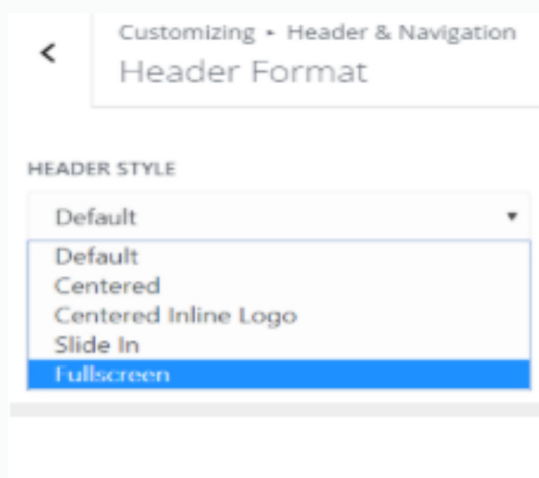 Customizing ▸ Header & Navigation
Header Format
HEADER STYLE
Default
Default
Centered
Centered Inline Logo
Slide In
Fullscreen